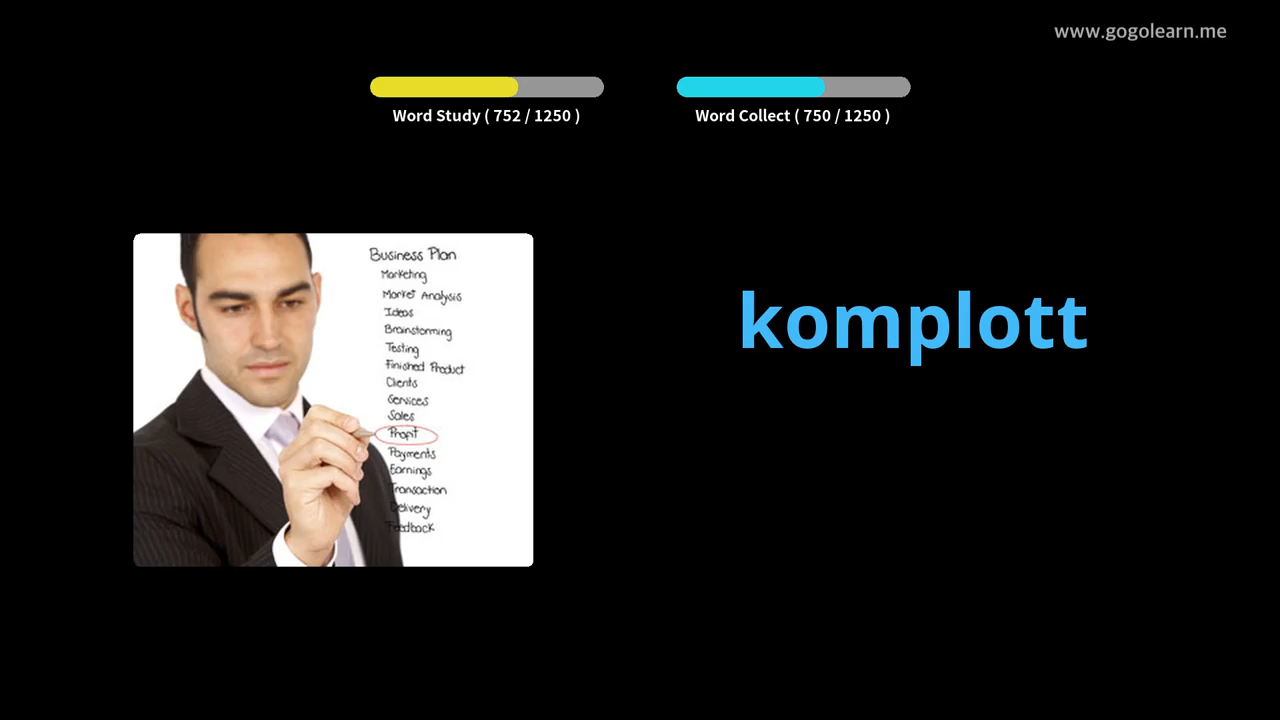 www.gogolearn.me
Word Study ( 752 / 1250 )
Word Collect ( 750 / 1250 )
Business Plan
Marketing
Market Analysis
Ideas
Brainstorming
Testing
Finished Product
Clients
Services
Sales
Profit
Payments
Earnings
Transaction
Delivery
Feedback
komplott